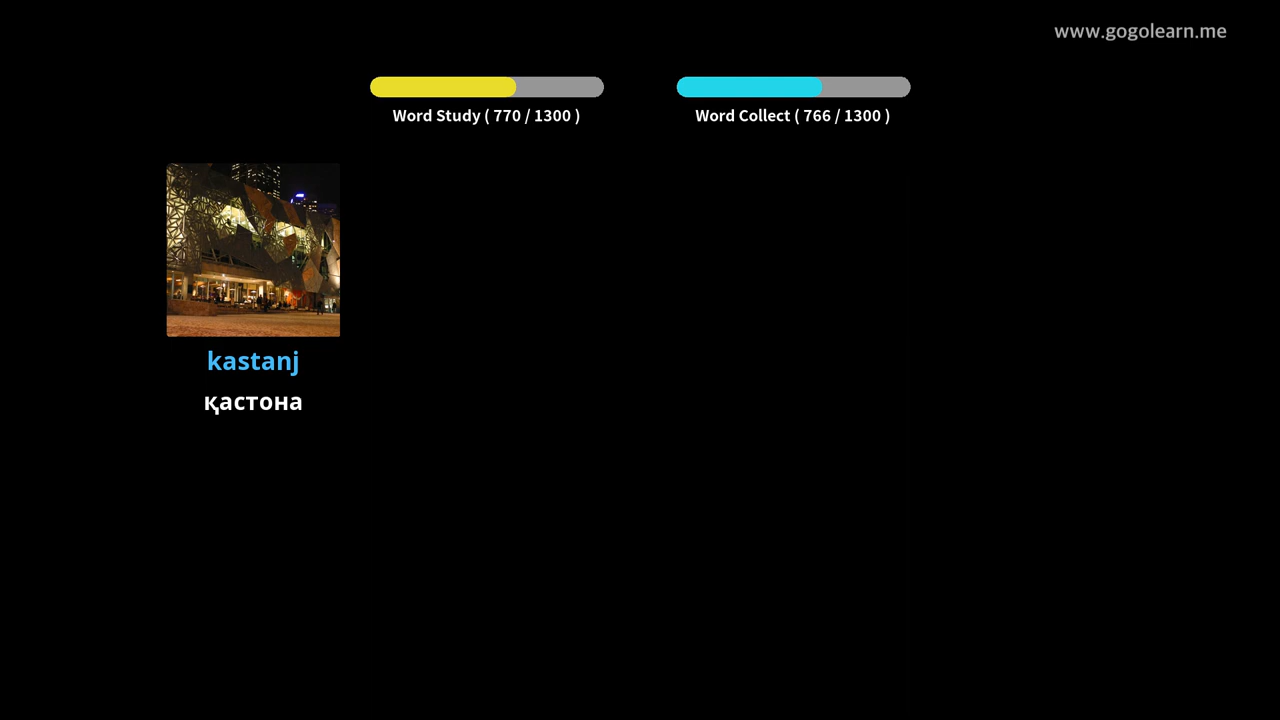 www.gogolearn.me
Word Study ( 770 / 1300 )
Word Collect ( 766 / 1300 )
kastanj
қастона